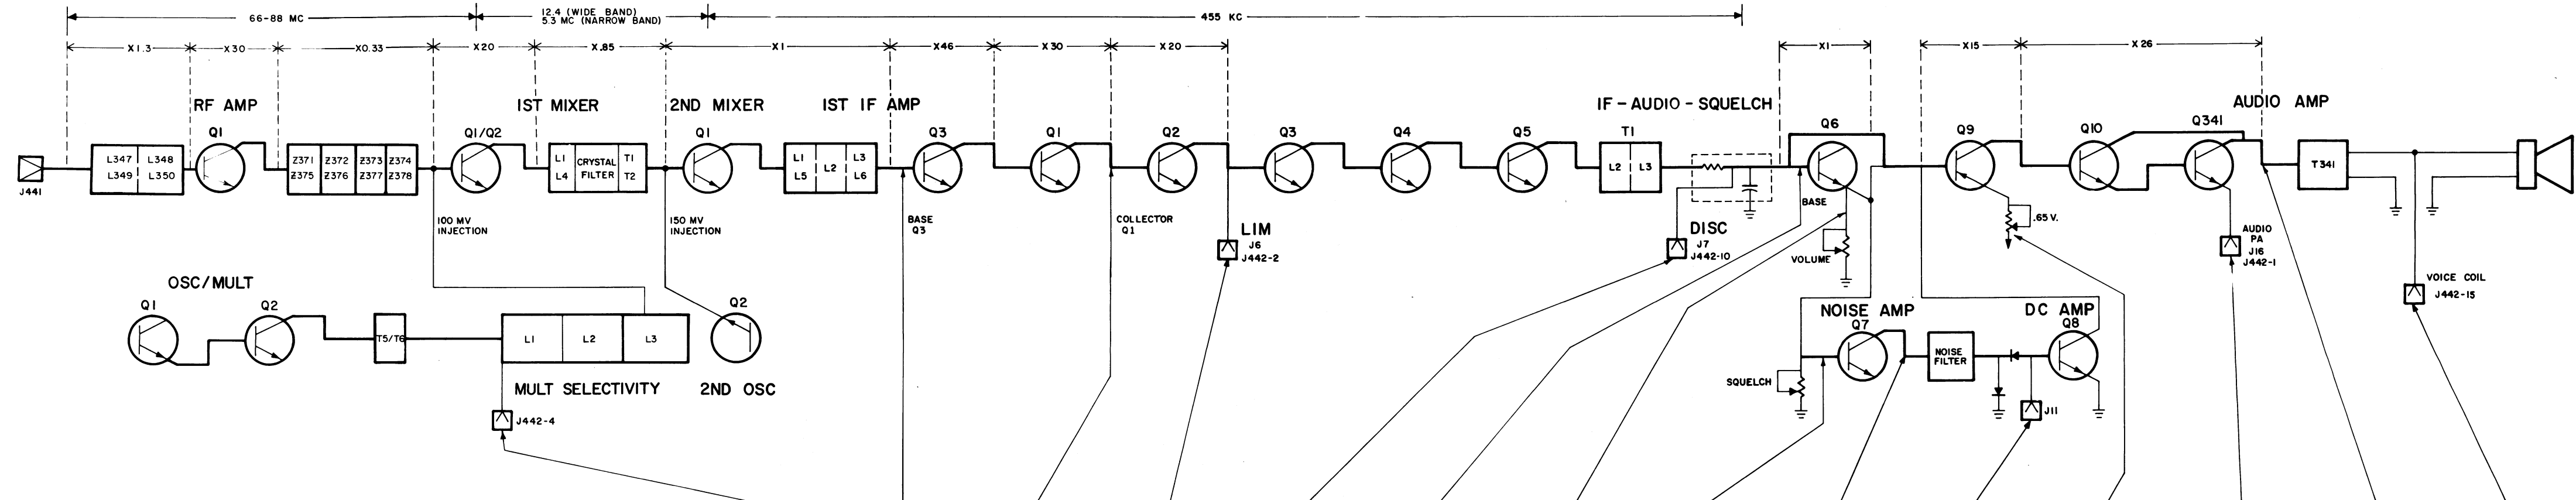 66-88 MC
12.4 (WIDE BAND)
5.3 MC (NARROW BAND)
455 KC
X1.3
X30
X0.33
X20
X.85
X1
X46
X30
X20
X1
X15
X26
RF AMP
1ST MIXER
2ND MIXER
1ST IF AMP
IF-AUDIO-SQUELCH
AUDIO AMP
Q1
Q1/Q2
Q1
Q3
Q1
Q2
Q3
Q4
Q5
T1
Q6
Q9
Q10
Q341
J441
L347 L348
L349 L350
Z371 Z372 Z373 Z374
Z375 Z376 Z377 Z378
L1 CRYSTAL T1
L4 FILTER T2
L1 L2 L3
L5 L6
L2 L3
T341
100 MV
INJECTION
150 MV
INJECTION
BASE
Q3
COLLECTOR
Q1
LIM
J6
J442-2
DISC
J7
J442-10
BASE
VOLUME
.65 V.
AUDIO
PA
J16
J442-1
VOICE COIL
J442-15
OSC/MULT
Q1
Q2
T5/T6
L1 L2 L3
Q2
MULT SELECTIVITY
2ND OSC
J442-4
NOISE AMP
Q7
DC AMP
Q8
NOISE
FILTER
SQUELCH
J11